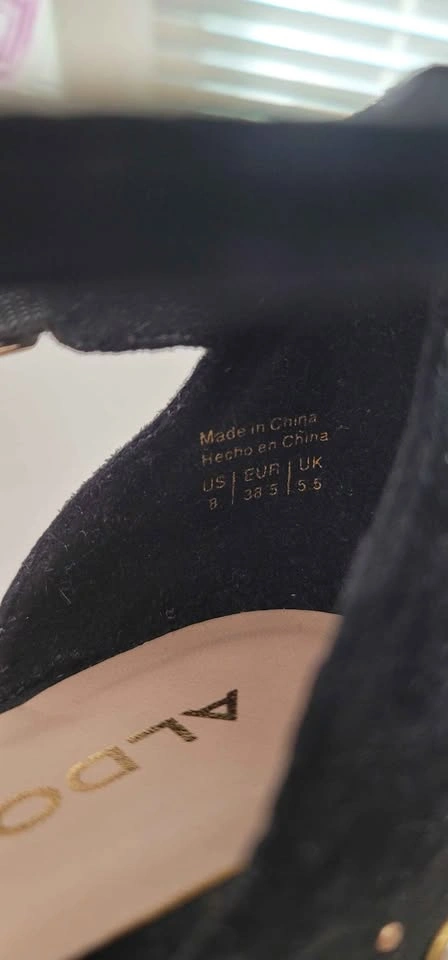 Made in China
Hecho en China
US | EUR | UK
8 | 38.5 | 5.5
ALDO